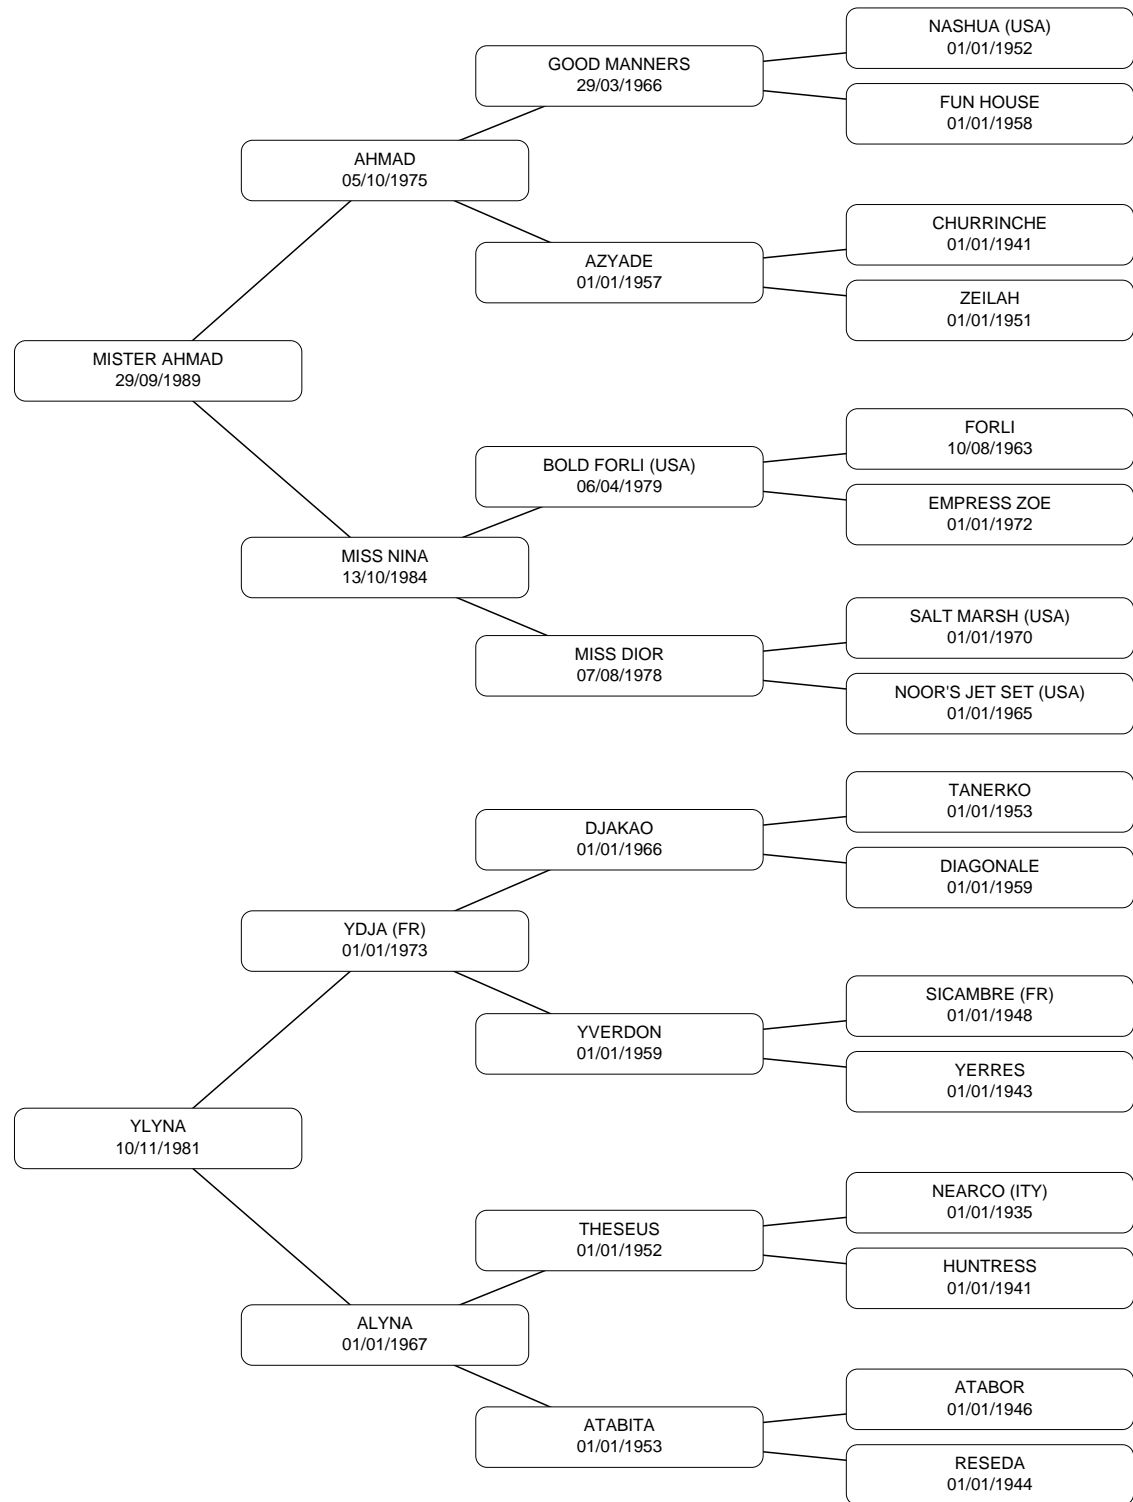 NASHUA (USA)
01/01/1952
GOOD MANNERS
29/03/1966
FUN HOUSE
01/01/1958
AHMAD
05/10/1975
CHURRINCHE
01/01/1941
AZYADE
01/01/1957
ZEILAH
01/01/1951
MISTER AHMAD
29/09/1989
FORLI
10/08/1963
BOLD FORLI (USA)
06/04/1979
EMPRESS ZOE
01/01/1972
MISS NINA
13/10/1984
SALT MARSH (USA)
01/01/1970
MISS DIOR
07/08/1978
NOOR'S JET SET (USA)
01/01/1965
TANERKO
01/01/1953
DJAKAO
01/01/1966
DIAGONALE
01/01/1959
YDJA (FR)
01/01/1973
SICAMBRE (FR)
01/01/1948
YVERDON
01/01/1959
YERRES
01/01/1943
YLYNA
10/11/1981
NEARCO (ITY)
01/01/1935
THESEUS
01/01/1952
HUNTRESS
01/01/1941
ALYNA
01/01/1967
ATABOR
01/01/1946
ATABITA
01/01/1953
RESEDA
01/01/1944